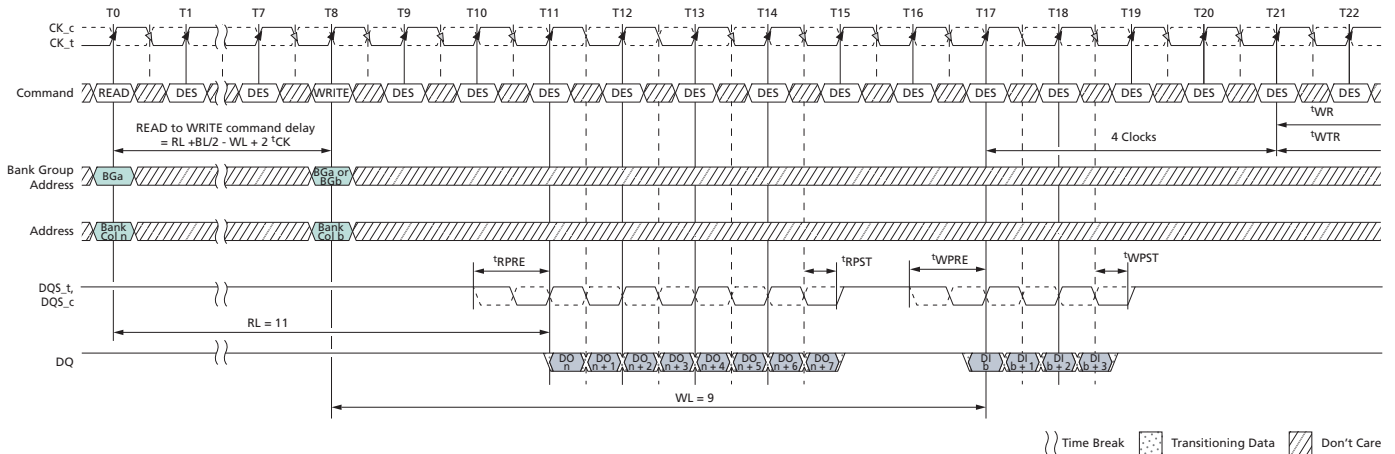 T0 T1 T7 T8 T9 T10 T11 T12 T13 T14 T15 T16 T17 T18 T19 T20 T21 T22
CK_c
CK_t
Command READ DES DES WRITE DES DES DES DES DES DES DES DES DES DES DES DES DES DES
tWR
READ to WRITE command delay
= RL +BL/2 - WL + 2 tCK
4 Clocks tWTR
Bank Group
Address
BGa
BGa or
BGb
Address
Bank
Col n
Bank
Col b
tRPRE tRPST tWPRE tWPST
DQS_t,
DQS_c
RL = 11
DQ
DO
n
DO
n + 1
DO
n + 2
DO
n + 3
DO
n + 4
DO
n + 5
DO
n + 6
DO
n + 7
DI
b
DI
b + 1
DI
b + 2
DI
b + 3
WL = 9
Time Break Transitioning Data Don't Care